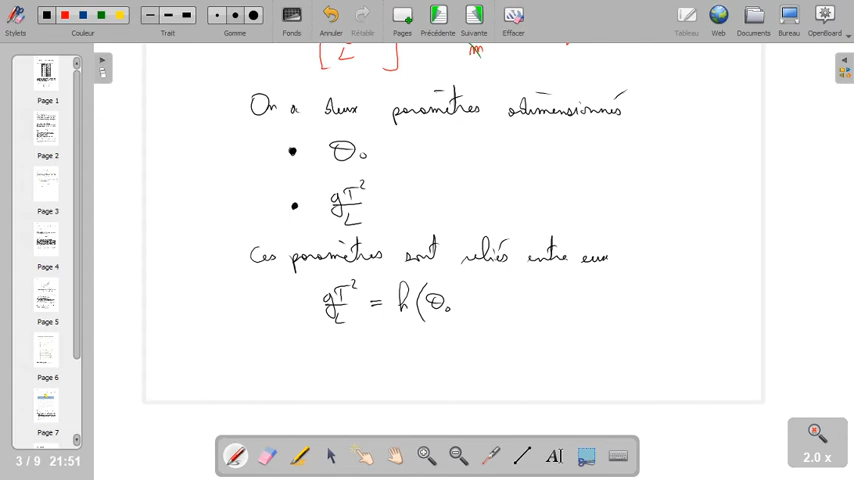 Stylets
Couleur
Trait
Gomme
Fonds
Annuler
Rétablir
Pages
Précédente
Suivante
Effacer
Tableau
Web
Documents
Bureau
OpenBoard
Page 1
Page 2
Page 3
Page 4
Page 5
Page 6
Page 7
3 / 9 21:51
L
m
On a deux paramètres adimensionnés
• Θ₀
• gT²/L
Ces paramètres sont reliés entre eux
gT²/L = h(Θ₀
2.0 x